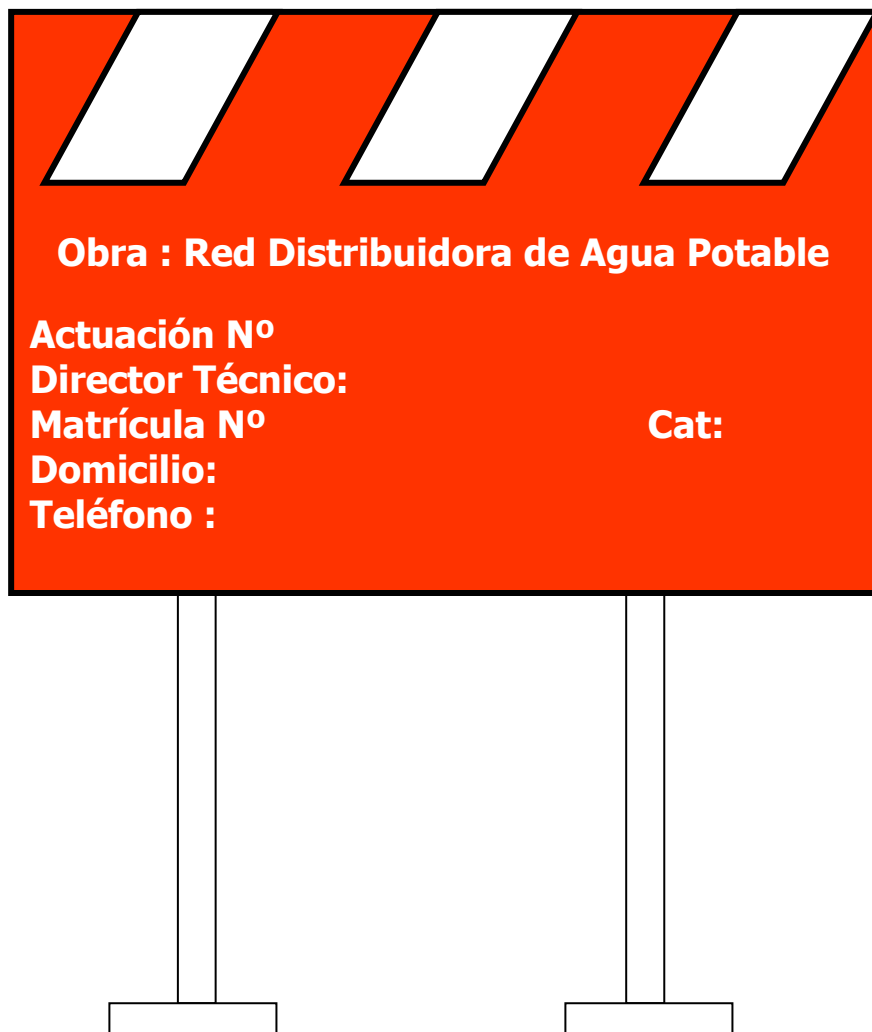 Obra : Red Distribuidora de Agua Potable
Actuación Nº
Director Técnico:
Matrícula Nº Cat:
Domicilio:
Teléfono :